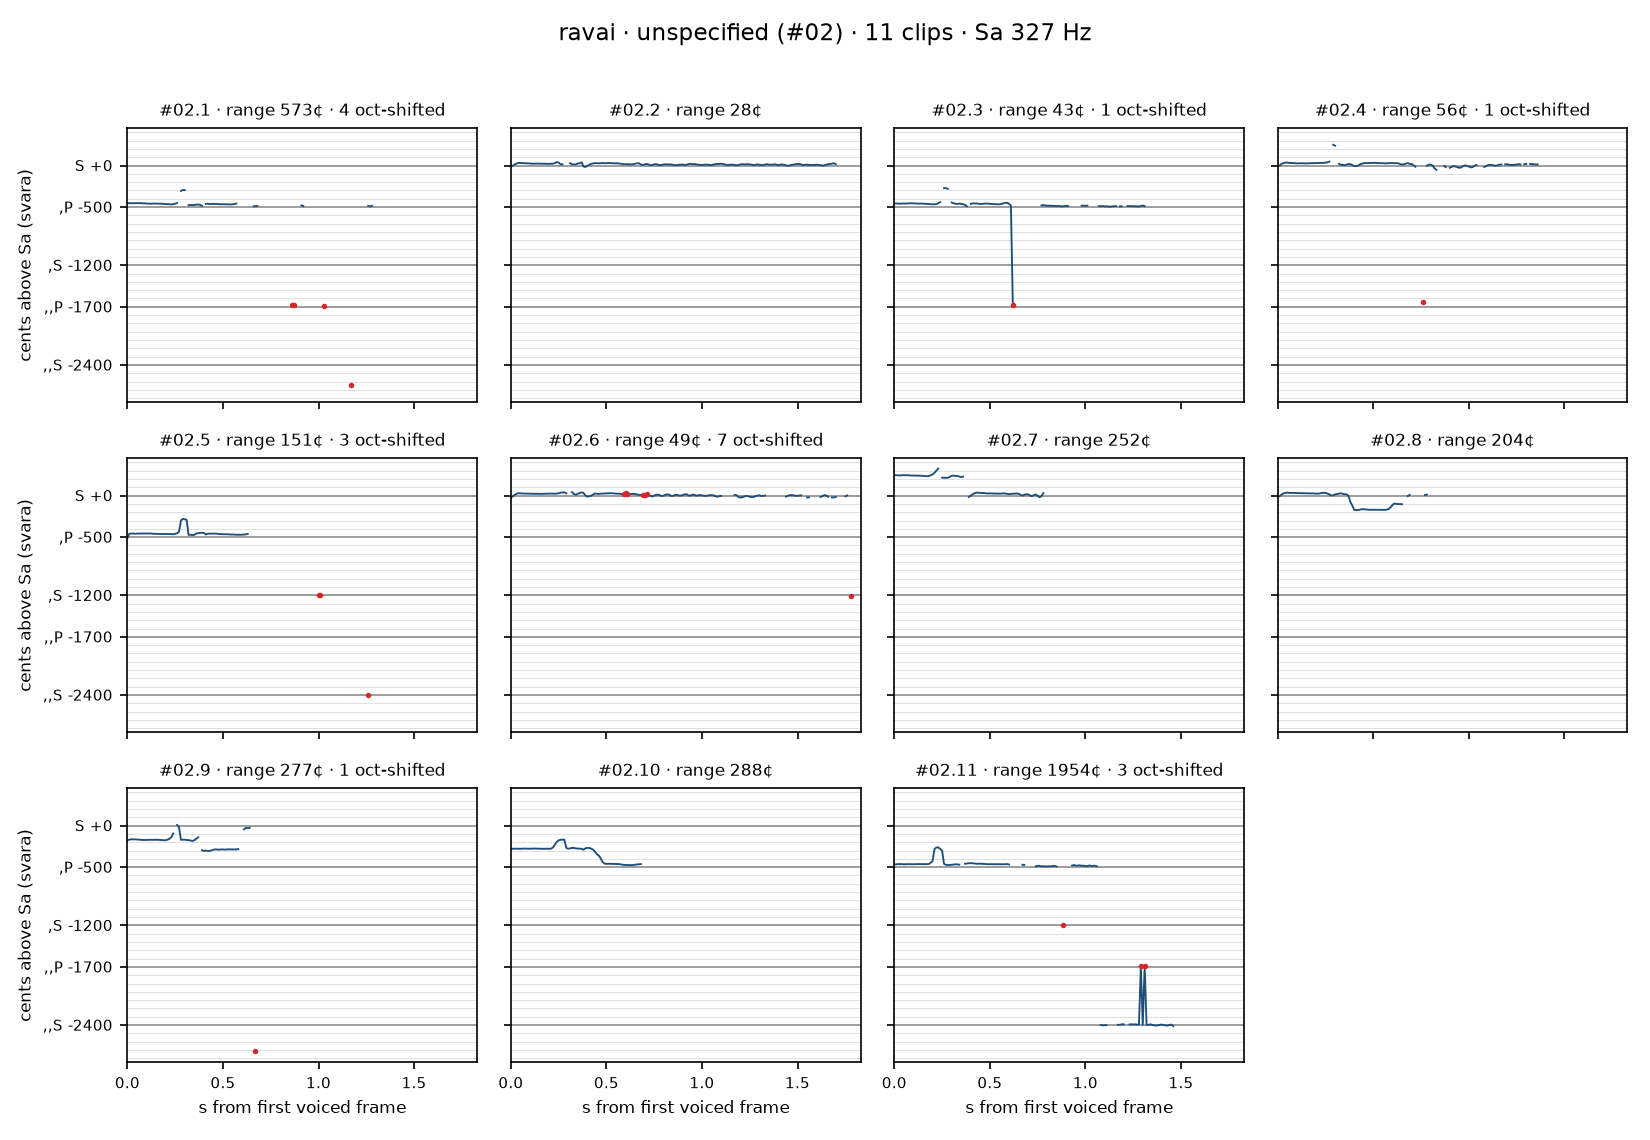 ravai · unspecified (#02) · 11 clips · Sa 327 Hz
#02.1 · range 573¢ · 4 oct-shifted
#02.2 · range 28¢
#02.3 · range 43¢ · 1 oct-shifted
#02.4 · range 56¢ · 1 oct-shifted
cents above Sa (svara)
S +0
,P -500
,S -1200
,,P -1700
,,S -2400
#02.5 · range 151¢ · 3 oct-shifted
#02.6 · range 49¢ · 7 oct-shifted
#02.7 · range 252¢
#02.8 · range 204¢
cents above Sa (svara)
S +0
,P -500
,S -1200
,,P -1700
,,S -2400
#02.9 · range 277¢ · 1 oct-shifted
#02.10 · range 288¢
#02.11 · range 1954¢ · 3 oct-shifted
cents above Sa (svara)
S +0
,P -500
,S -1200
,,P -1700
,,S -2400
0.0 0.5 1.0 1.5
0.0 0.5 1.0 1.5
0.0 0.5 1.0 1.5
s from first voiced frame
s from first voiced frame
s from first voiced frame